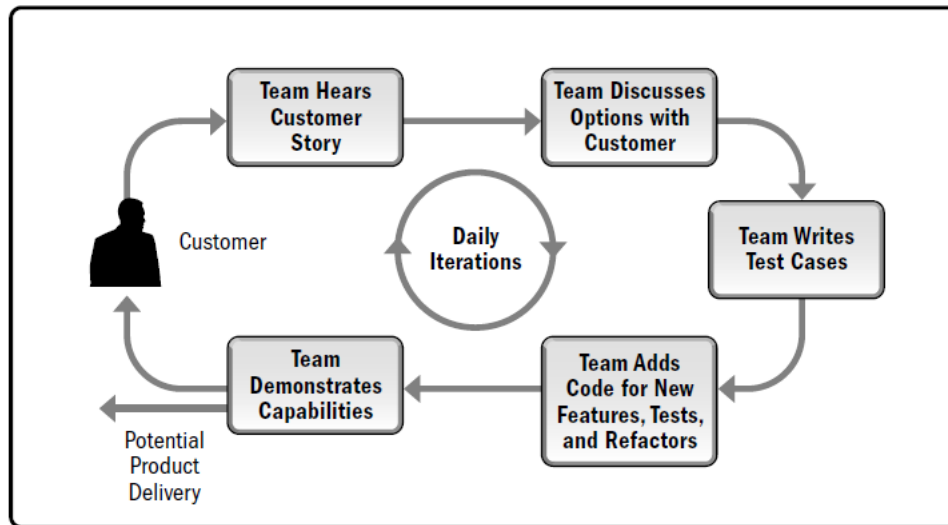 Team Hears
Customer
Story
Team Discusses
Options with
Customer
Customer
Daily
Iterations
Team Writes
Test Cases
Team
Demonstrates
Capabilities
Team Adds
Code for New
Features, Tests,
and Refactors
Potential
Product
Delivery